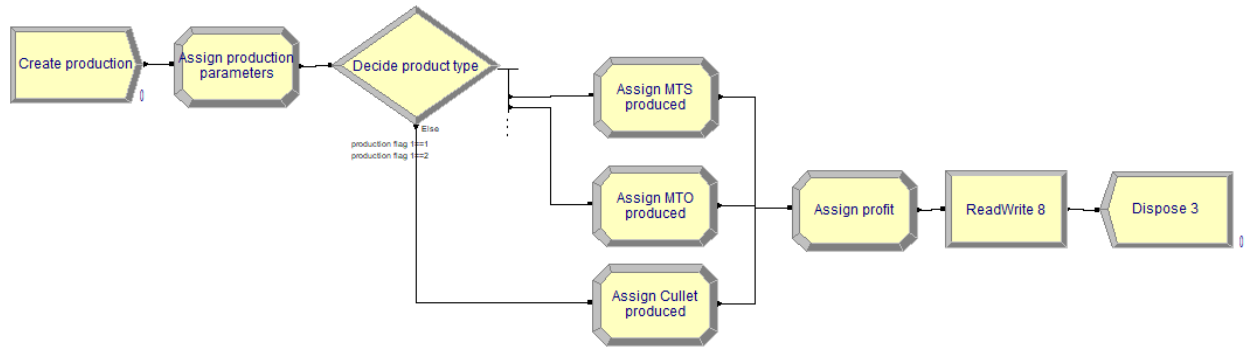 Create production
0
Assign production
parameters
Decide product type
Else
production flag 1==1
production flag 1==2
Assign MTS
produced
Assign MTO
produced
Assign Cullet
produced
Assign profit
ReadWrite 8
Dispose 3
0